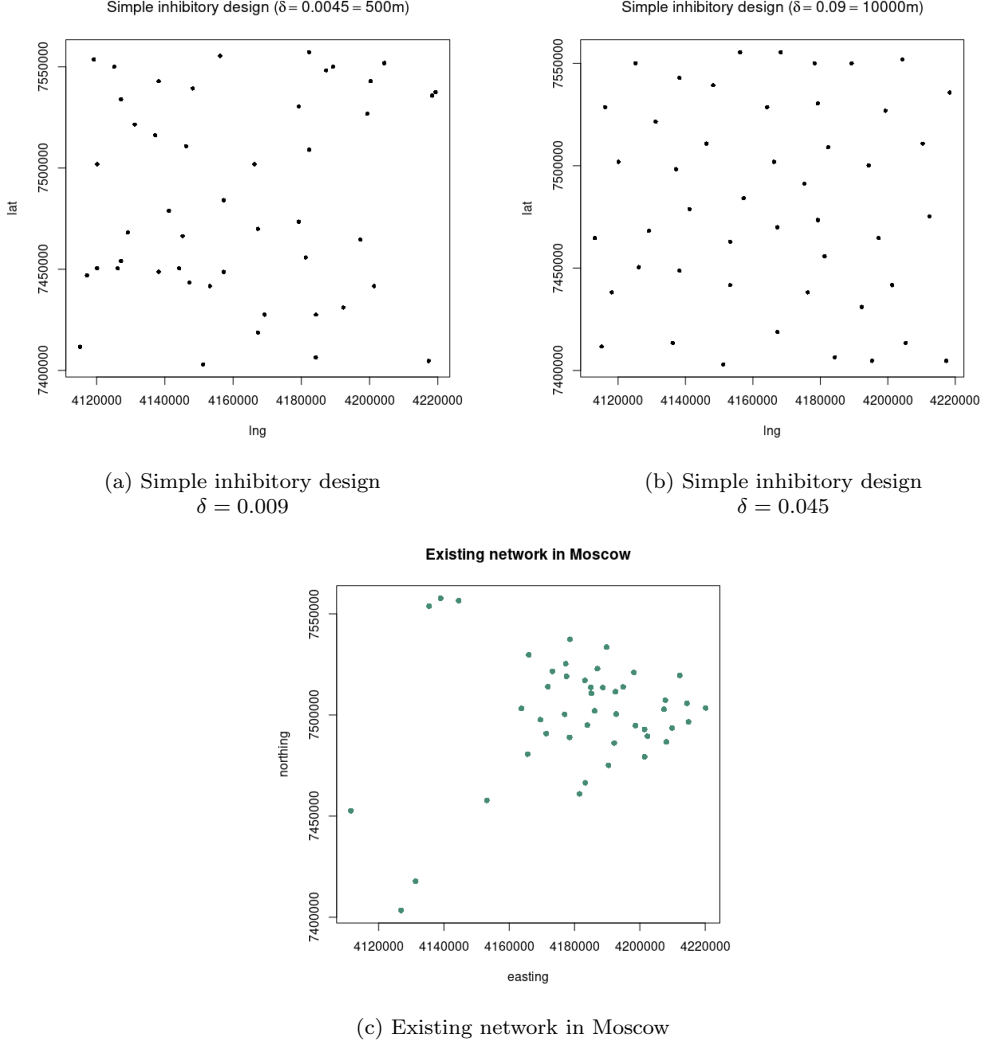 Simple inhibitory design (δ = 0.0045 = 500m)
7550000
7500000
7450000
7400000
lat
4120000 4140000 4160000 4180000 4200000 4220000
lng
(a) Simple inhibitory design
δ = 0.009
Simple inhibitory design (δ = 0.09 = 10000m)
7550000
7500000
7450000
7400000
lat
4120000 4140000 4160000 4180000 4200000 4220000
lng
(b) Simple inhibitory design
δ = 0.045
Existing network in Moscow
7550000
7500000
7450000
7400000
northing
4120000 4140000 4160000 4180000 4200000 4220000
easting
(c) Existing network in Moscow